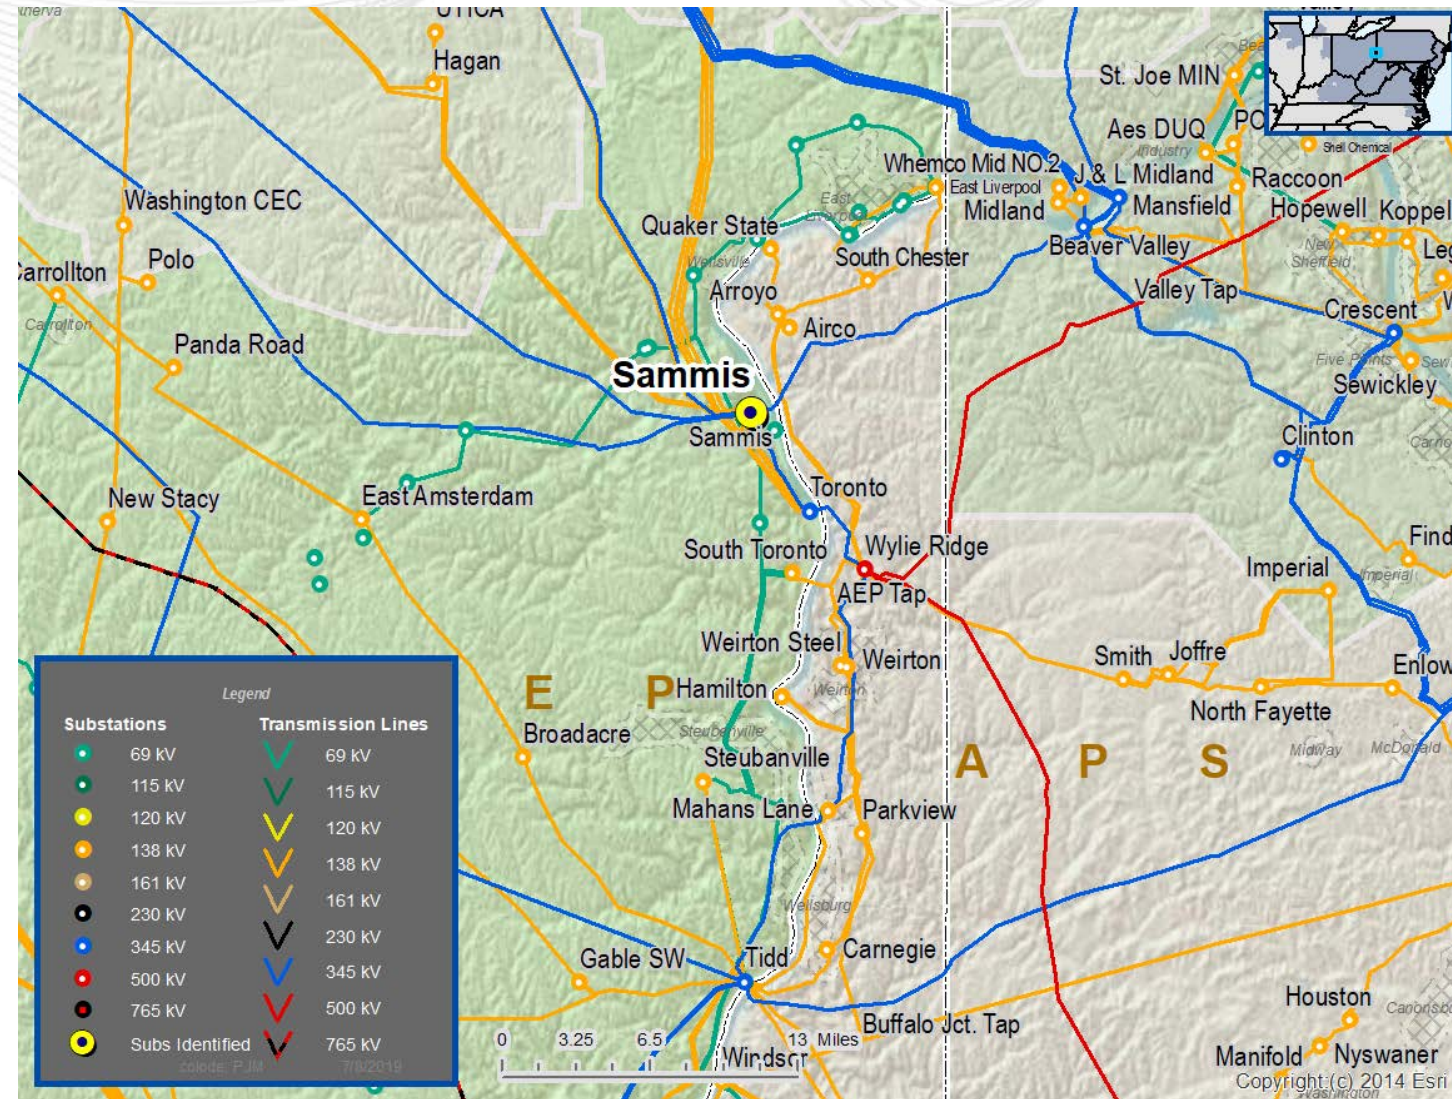 UTICA
Hagan
St. Joe MIN
Aes DUQ
Industry
Shell Chemical
Whemco Mid NO.2
J & L Midland
Raccoon
East Liverpool
Washington CEC
Midland
Mansfield
Hopewell
Koppel
Quaker State
Beaver Valley
New
Sheffield
Polo
South Chester
Wellsville
Carrollton
Arroyo
Valley Tap
Crescent
Airco
Carrollton
Panda Road
Five Points
Sammis
Sewickley
Sammis
Clinton
New Stacy
East Amsterdam
Toronto
South Toronto
Wylie Ridge
Imperial
Imperial
AEP Tap
Weirton Steel
Weirton
Smith
Joffre
Hamilton
Weirton
E P
North Fayette
Broadacre
Steubenville
Midway
McDonald
Steubanville
A P S
Mahans Lane
Parkview
Wellsburg
Gable SW
Tidd
Carnegie
Houston
Buffalo Jct. Tap
Windsor
Manifold
Nyswaner
Washington
0 3.25 6.5 13 Miles
Copyright:(c) 2014 Esri
Legend
Substations
69 kV
115 kV
120 kV
138 kV
161 kV
230 kV
345 kV
500 kV
765 kV
Subs Identified
Transmission Lines
69 kV
115 kV
120 kV
138 kV
161 kV
230 kV
345 kV
500 kV
765 kV
7/8/2019